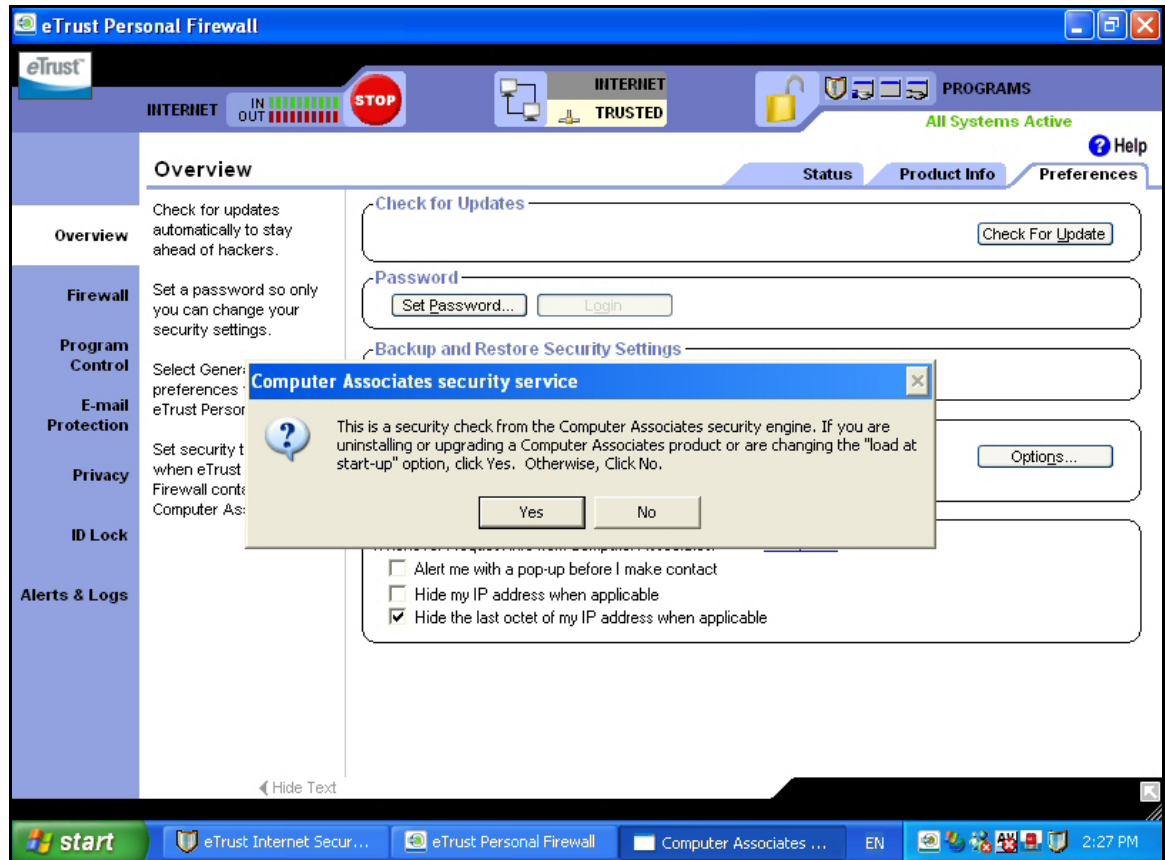 eTrust Personal Firewall
eTrust™
INTERNET IN OUT
STOP
INTERNET
TRUSTED
PROGRAMS
All Systems Active
Help
Overview
Status Product Info Preferences
Overview
Firewall
Program
Control
E-mail
Protection
Privacy
ID Lock
Alerts & Logs
Check for updates
automatically to stay
ahead of hackers.
Set a password so only
you can change your
security settings.
Select Gener
preferences
eTrust Person
Set security t
when eTrust
Firewall conta
Computer As
Hide Text
Check for Updates
Check For Update
Password
Set Password... Login
Backup and Restore Security Settings
Options...
Computer Associates security service
This is a security check from the Computer Associates security engine. If you are
uninstalling or upgrading a Computer Associates product or are changing the "load at
start-up" option, click Yes. Otherwise, Click No.
Yes No
Alert me with a pop-up before I make contact
Hide my IP address when applicable
Hide the last octet of my IP address when applicable
start eTrust Internet Secur... eTrust Personal Firewall Computer Associates ... EN 2:27 PM